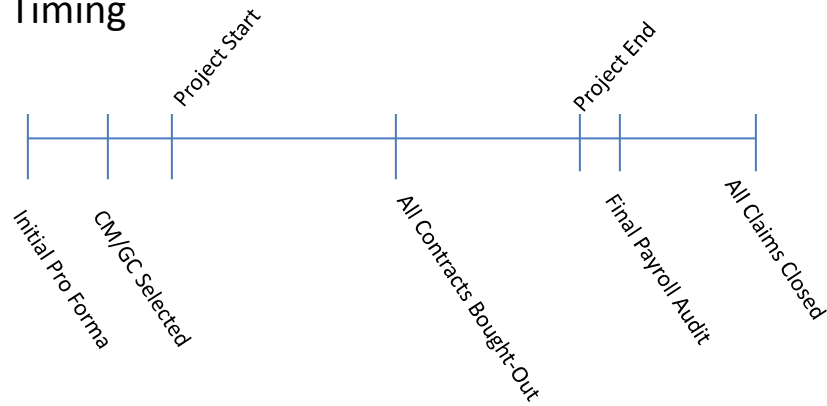 Timing
Initial Pro Forma
CM/GC Selected
Project Start
All Contracts Bought-Out
Project End
Final Payroll Audit
All Claims Closed